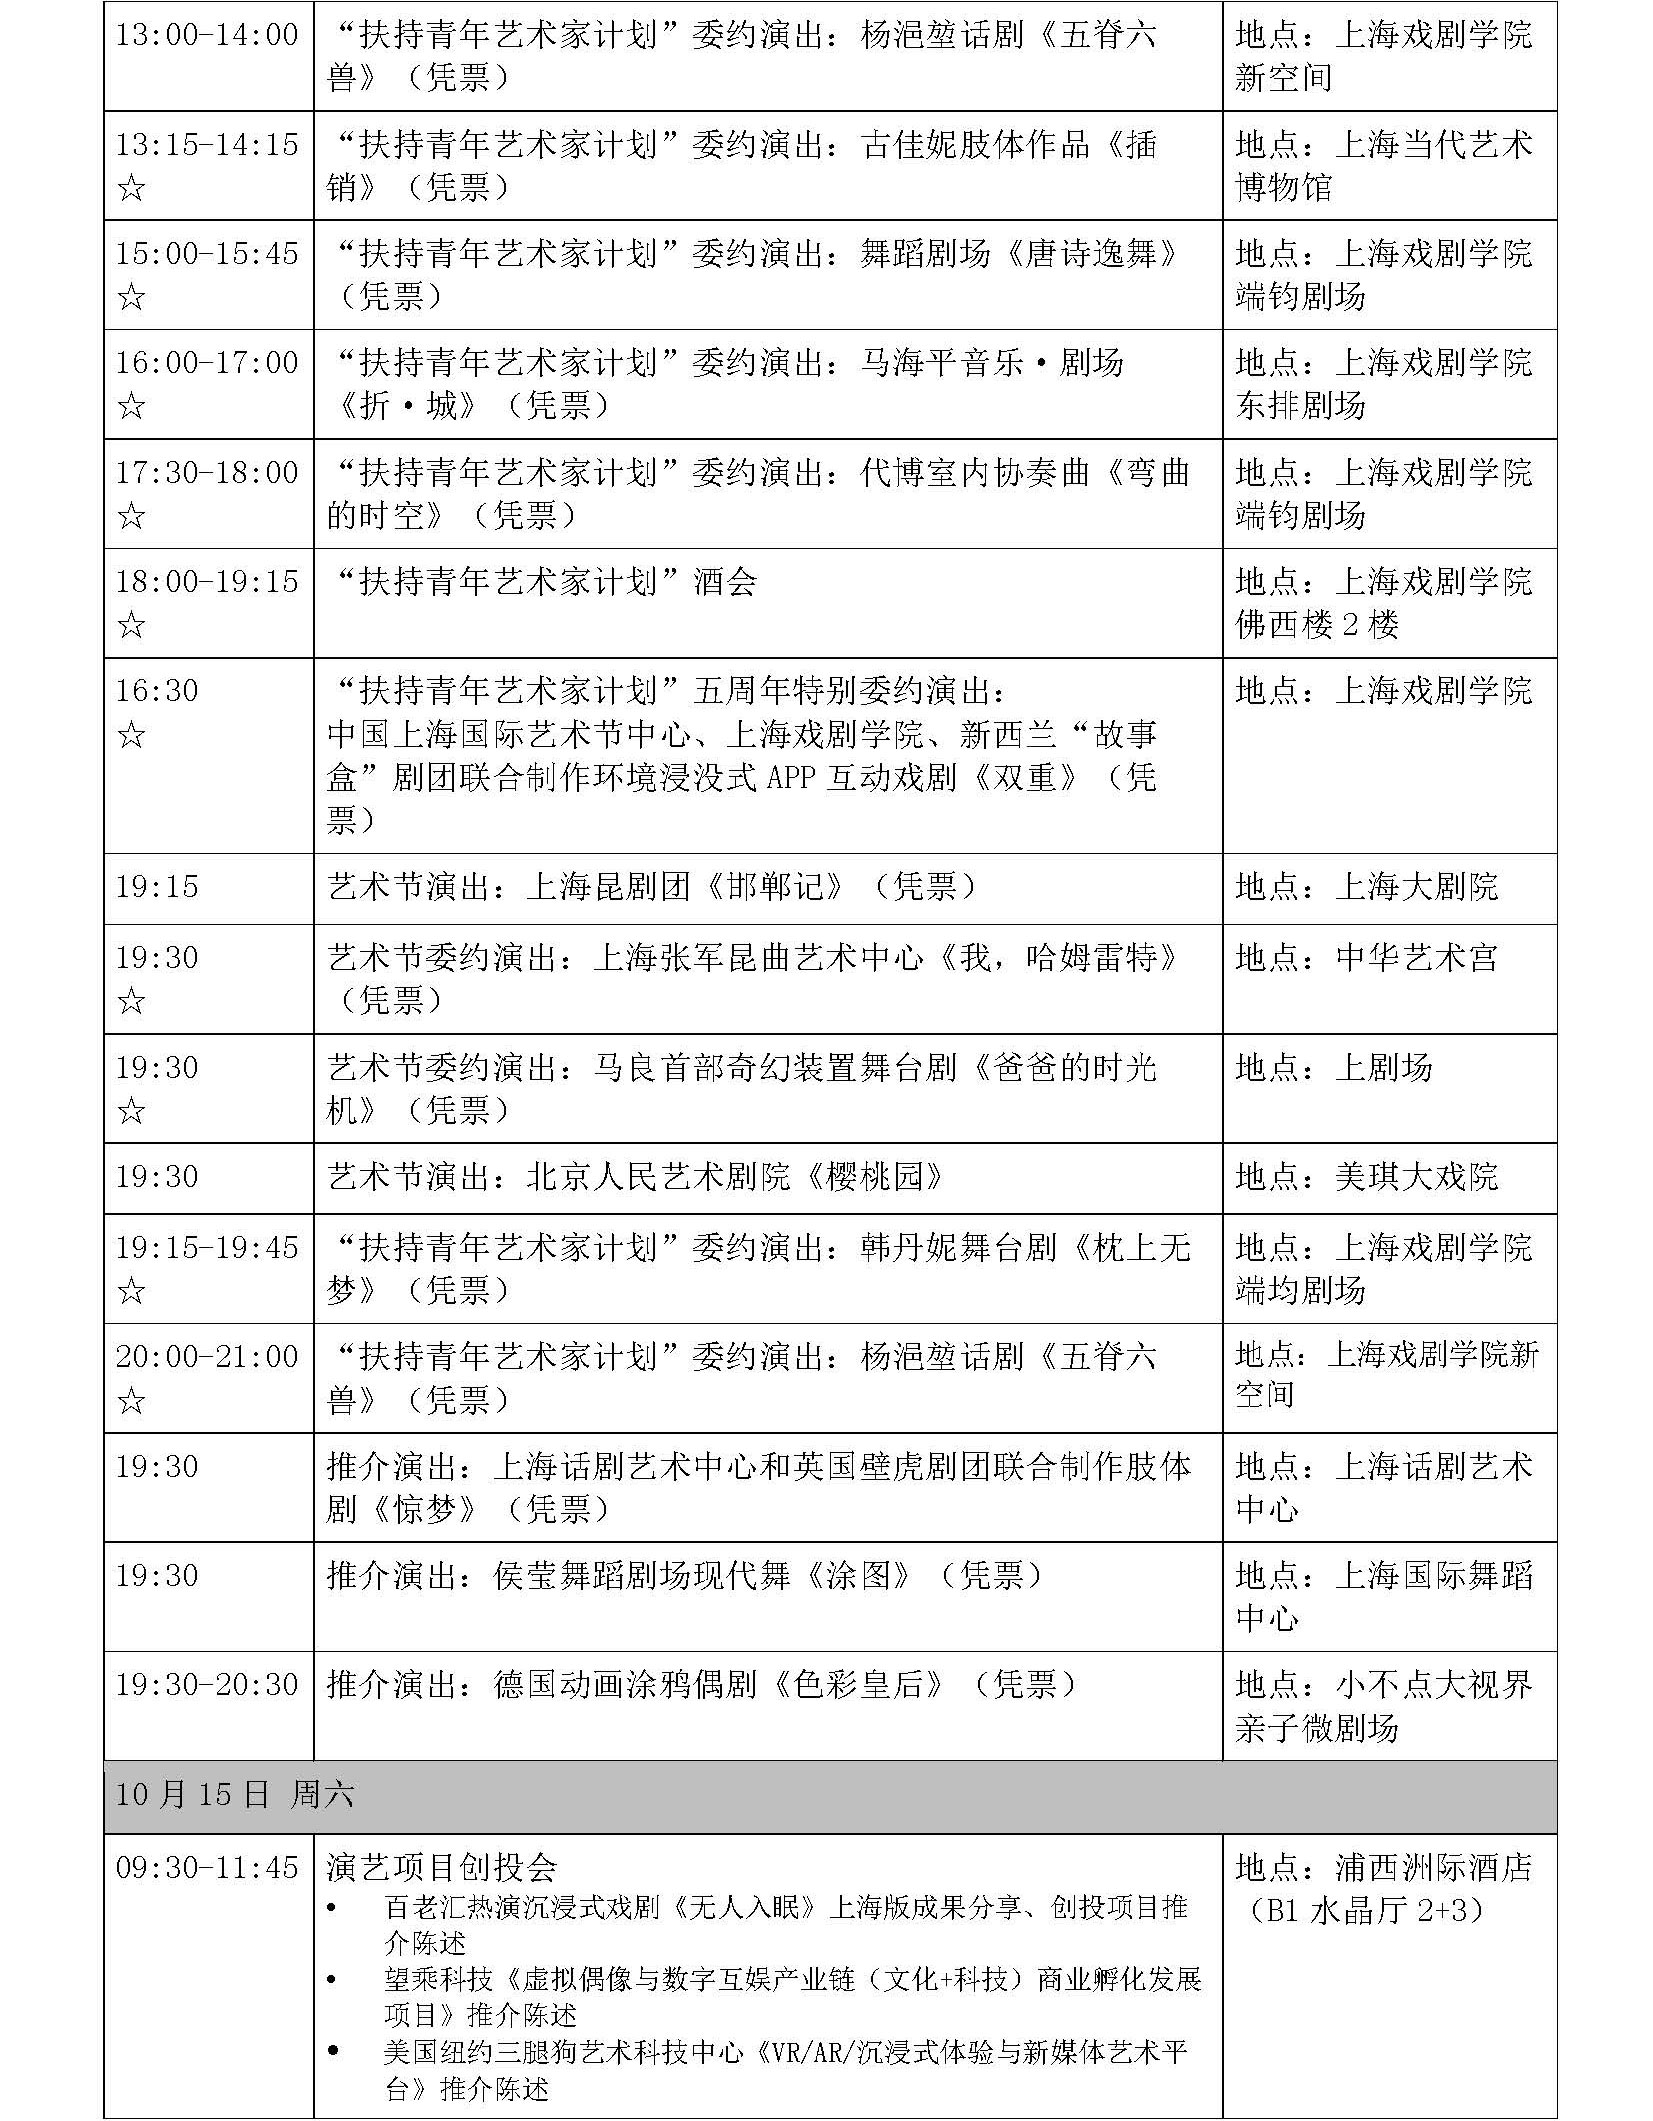 13:00-14:00
“扶持青年艺术家计划”委约演出：杨浥堃话剧《五脊六
兽》（凭票）
地点：上海戏剧学院
新空间
13:15-14:15
☆
“扶持青年艺术家计划”委约演出：古佳妮肢体作品《插
销》（凭票）
地点：上海当代艺术
博物馆
15:00-15:45
☆
“扶持青年艺术家计划”委约演出：舞蹈剧场《唐诗逸舞》
（凭票）
地点：上海戏剧学院
端钧剧场
16:00-17:00
☆
“扶持青年艺术家计划”委约演出：马海平音乐·剧场
《折·城》（凭票）
地点：上海戏剧学院
东排剧场
17:30-18:00
☆
“扶持青年艺术家计划”委约演出：代博室内协奏曲《弯曲
的时空》（凭票）
地点：上海戏剧学院
端钧剧场
18:00-19:15
☆
“扶持青年艺术家计划”酒会
地点：上海戏剧学院
佛西楼 2 楼
16:30
☆
“扶持青年艺术家计划”五周年特别委约演出：
中国上海国际艺术节中心、上海戏剧学院、新西兰“故事
盒”剧团联合制作环境浸没式 APP 互动戏剧《双重》（凭
票）
地点：上海戏剧学院
19:15
艺术节演出：上海昆剧团《邯郸记》（凭票）
地点：上海大剧院
19:30
☆
艺术节委约演出：上海张军昆曲艺术中心《我，哈姆雷特》
（凭票）
地点：中华艺术宫
19:30
☆
艺术节委约演出：马良首部奇幻装置舞台剧《爸爸的时光
机》（凭票）
地点：上剧场
19:30
艺术节演出：北京人民艺术剧院《樱桃园》
地点：美琪大戏院
19:15-19:45
☆
“扶持青年艺术家计划”委约演出：韩丹妮舞台剧《枕上无
梦》（凭票）
地点：上海戏剧学院
端均剧场
20:00-21:00
☆
“扶持青年艺术家计划”委约演出：杨浥堃话剧《五脊六
兽》（凭票）
地点：上海戏剧学院新
空间
19:30
推介演出：上海话剧艺术中心和英国壁虎剧团联合制作肢体
剧《惊梦》（凭票）
地点：上海话剧艺术
中心
19:30
推介演出：侯莹舞蹈剧场现代舞《涂图》（凭票）
地点：上海国际舞蹈
中心
19:30-20:30
推介演出：德国动画涂鸦偶剧《色彩皇后》（凭票）
地点：小不点大视界
亲子微剧场
10 月 15 日 周六
09:30-11:45
演艺项目创投会
• 百老汇热演沉浸式戏剧《无人入眠》上海版成果分享、创投项目推
介陈述
• 望乘科技《虚拟偶像与数字互娱产业链（文化+科技）商业孵化发展
项目》推介陈述
• 美国纽约三腿狗艺术科技中心《VR/AR/沉浸式体验与新媒体艺术平
台》推介陈述
地点：浦西洲际酒店
（B1 水晶厅 2+3）